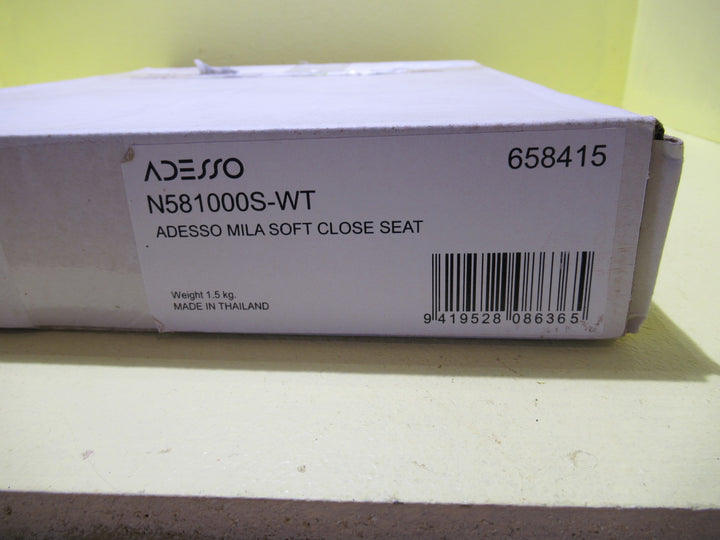 ADESSO
658415
N581000S-WT
ADESSO MILA SOFT CLOSE SEAT
Weight 1.5 kg.
MADE IN THAILAND
9 419528 086365